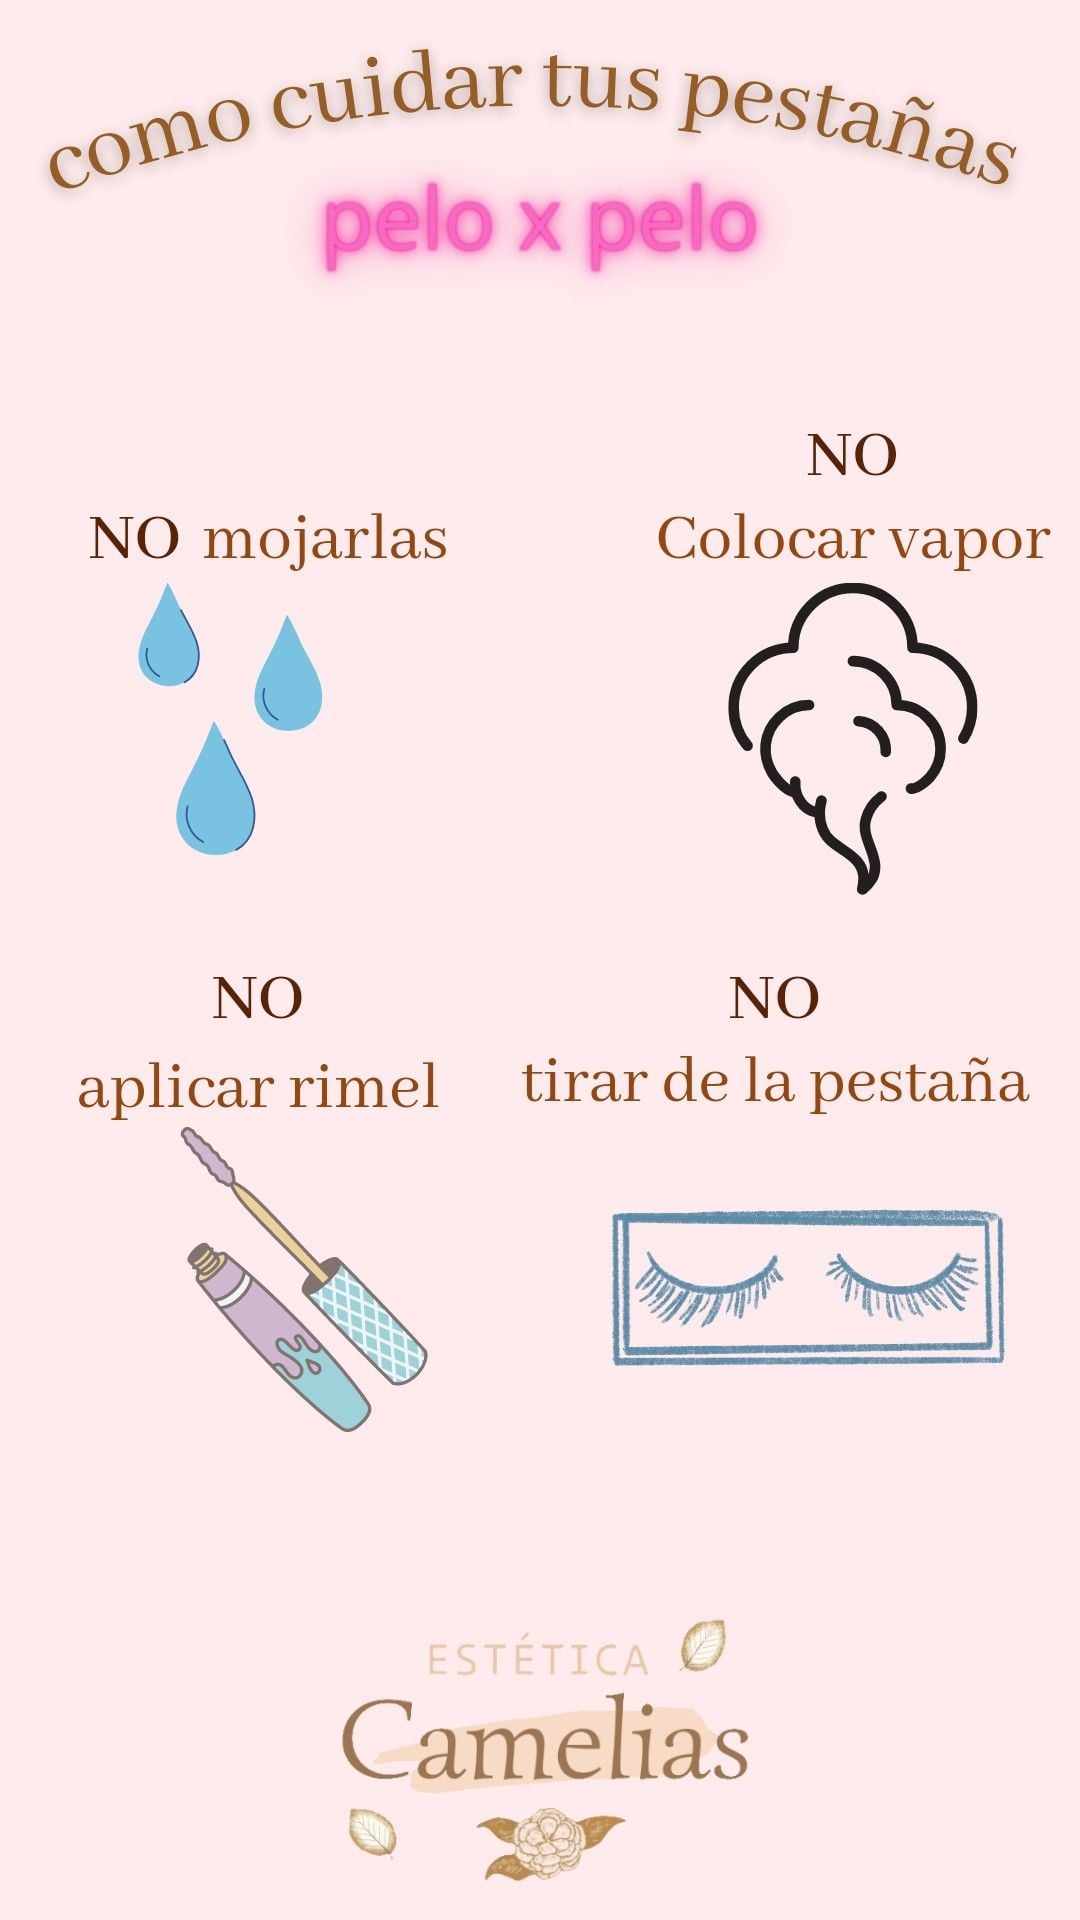 como cuidar tus pestañas
pelo x pelo
NO mojarlas
NO
Colocar vapor
NO
aplicar rimel
NO
tirar de la pestaña
ESTÉTICA
Camelias